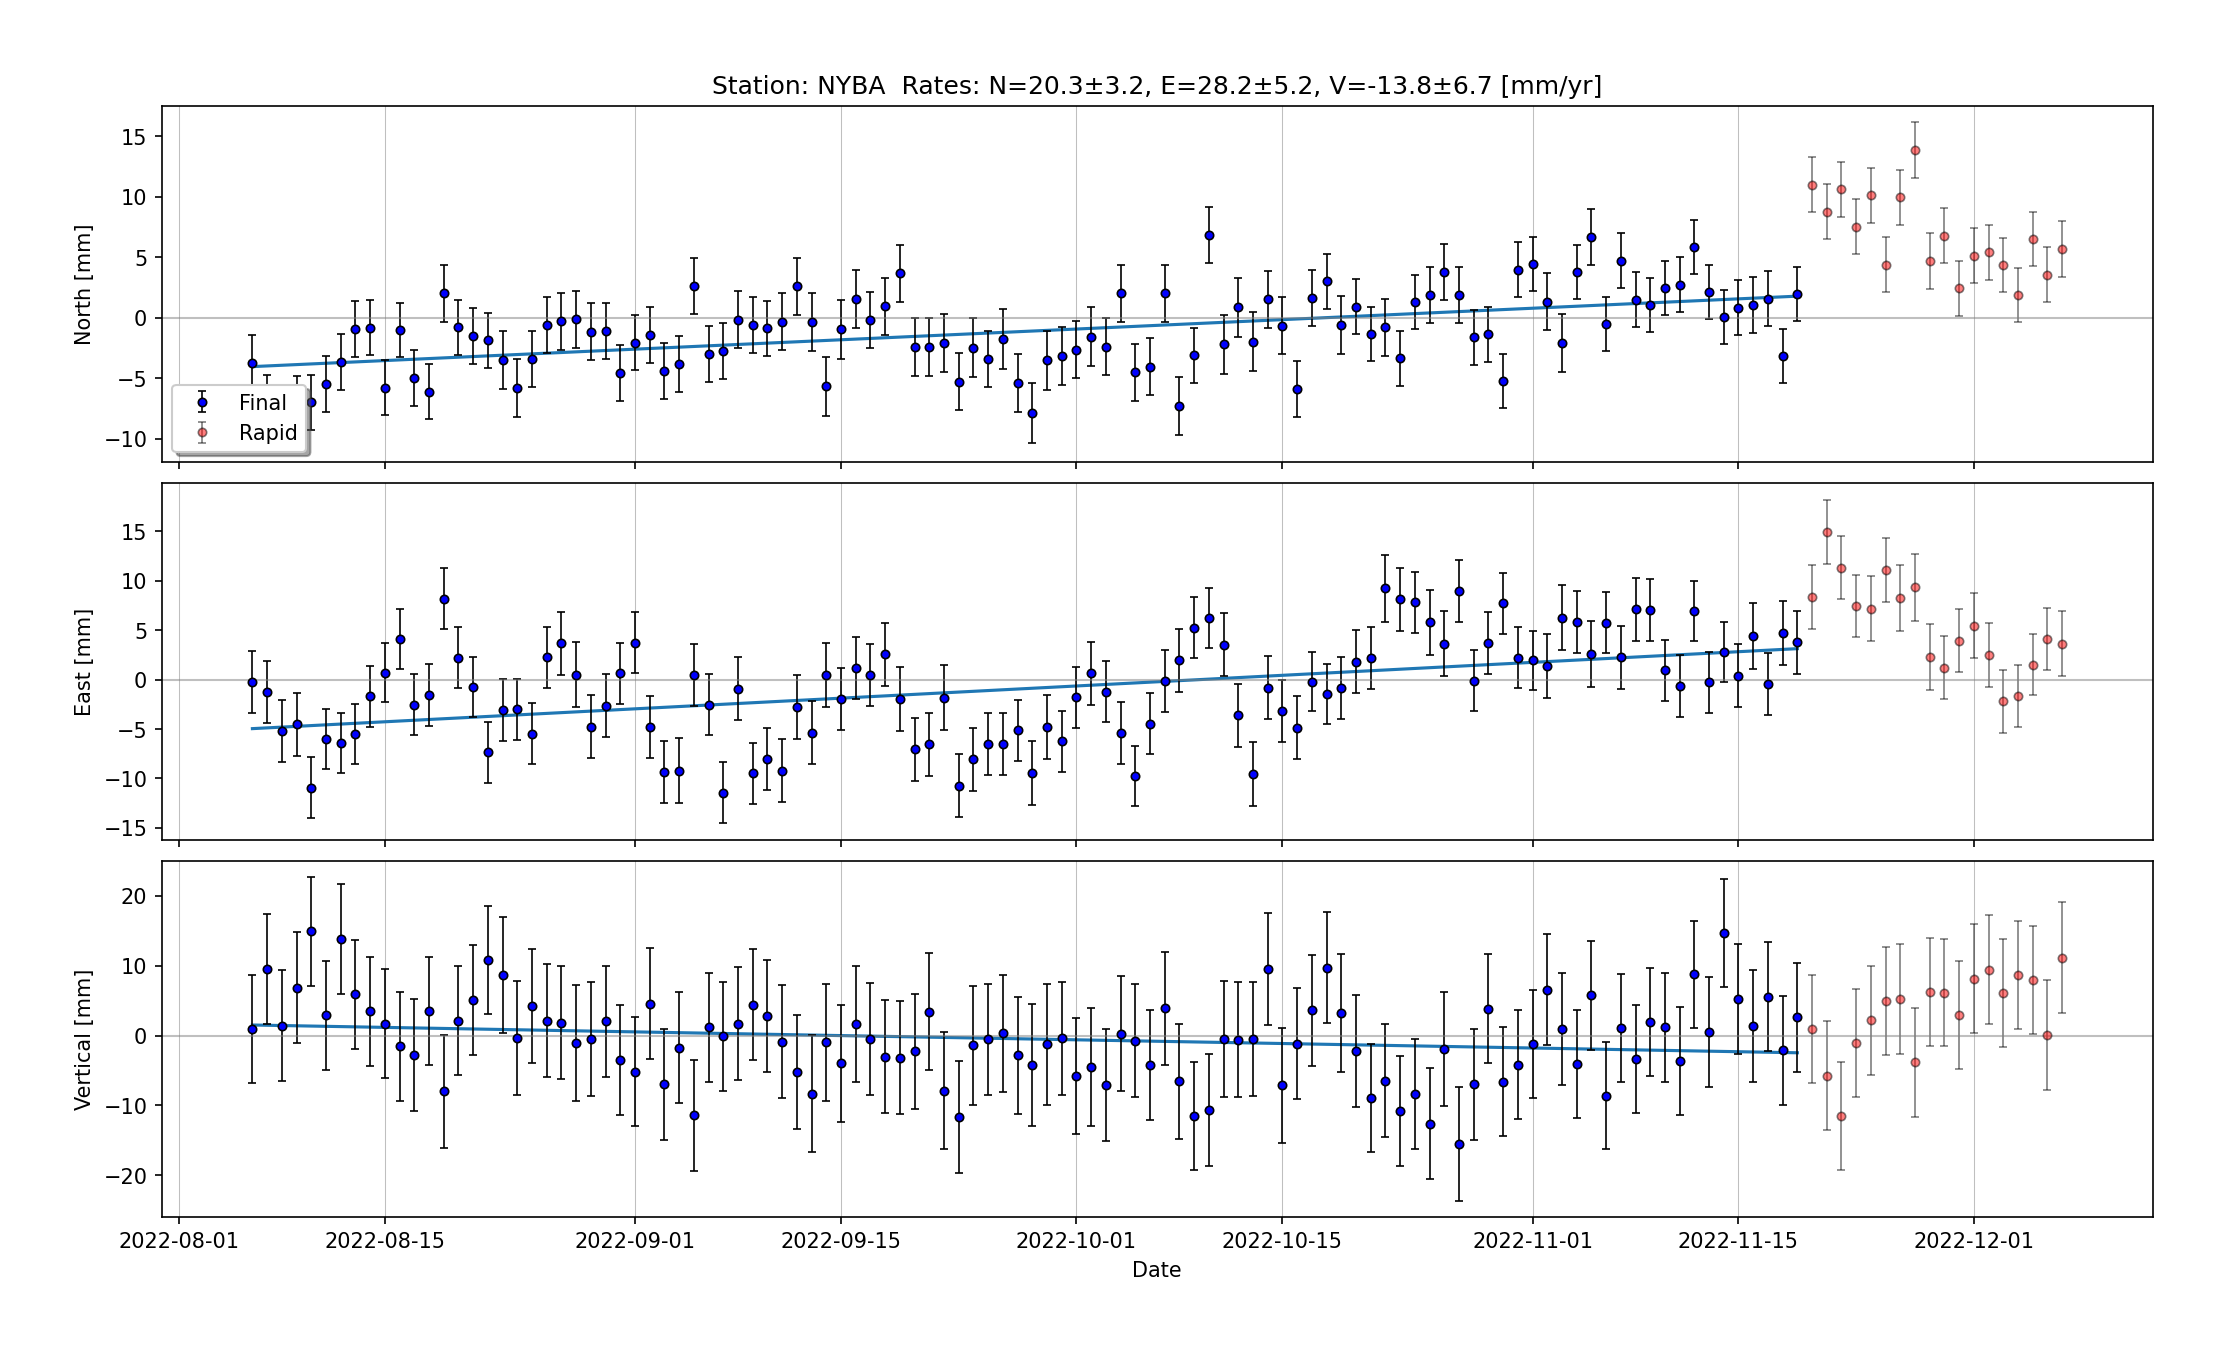 Station: NYBA  Rates: N=20.3±3.2, E=28.2±5.2, V=-13.8±6.7 [mm/yr]
North [mm]
15
10
5
0
−5
−10
Final
Rapid
East [mm]
15
10
5
0
−5
−10
−15
Vertical [mm]
20
10
0
−10
−20
2022-08-01 2022-08-15 2022-09-01 2022-09-15 2022-10-01 2022-10-15 2022-11-01 2022-11-15 2022-12-01
Date